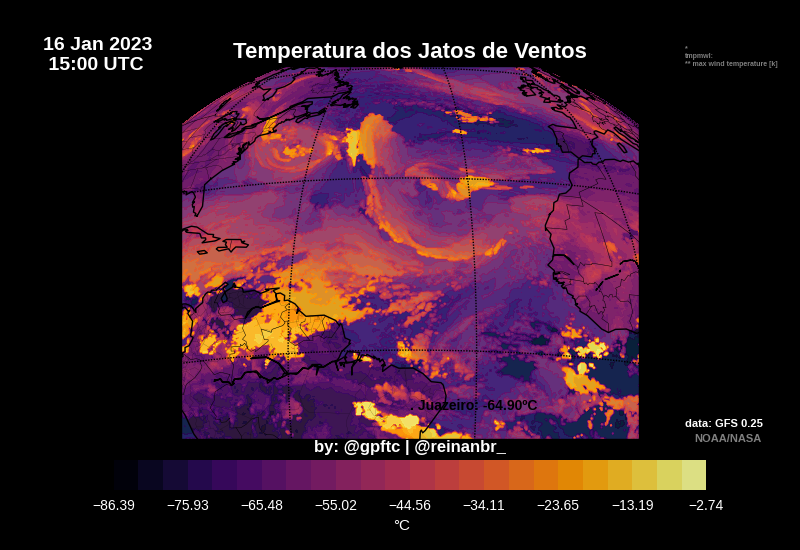 16 Jan 2023
15:00 UTC
Temperatura dos Jatos de Ventos
*
tmpmwl:
** max wind temperature [k]
. Juazeiro: -64.90ºC
data: GFS 0.25
NOAA/NASA
by: @gpftc | @reinanbr_
−86.39 −75.93 −65.48 −55.02 −44.56 −34.11 −23.65 −13.19 −2.74
ºC